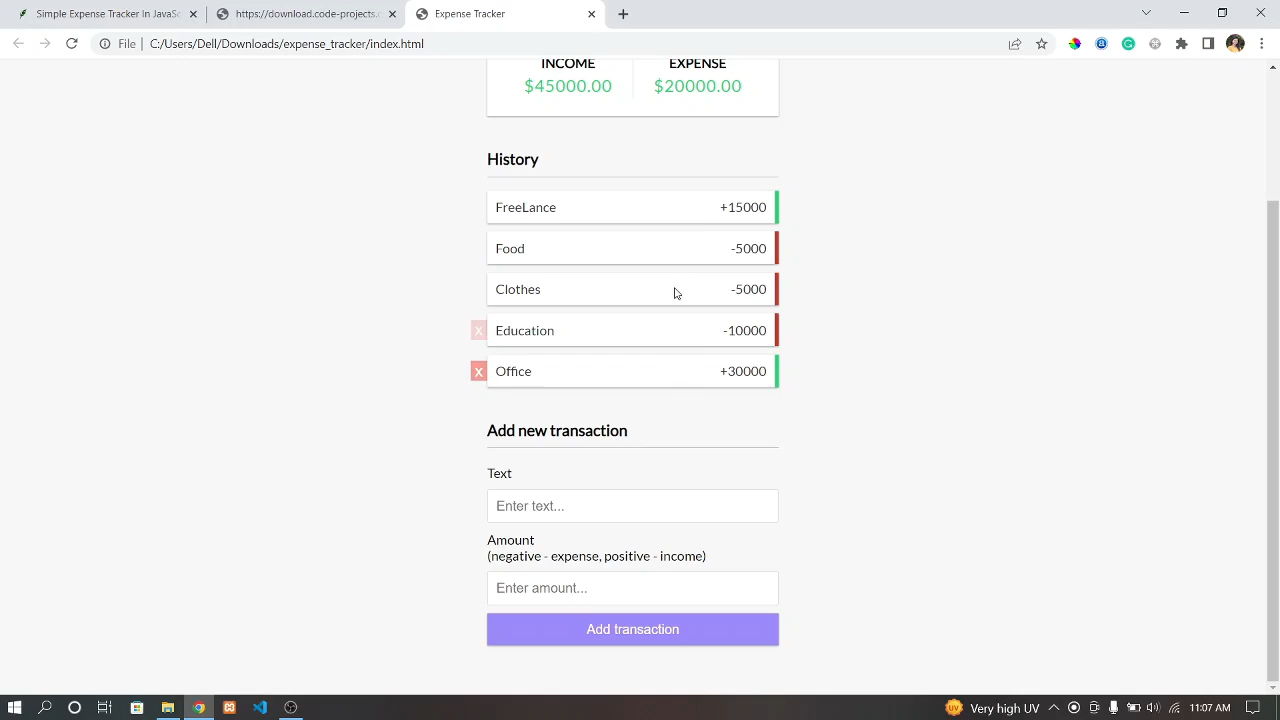 Simple Expense Tracker In JavaSc
https://download.code-projects.
Expense Tracker
File
C:/Users/Dell/Downloads/expense_tracker/index.html
INCOME EXPENSE
$45000.00 $20000.00
History
FreeLance +15000
Food -5000
Clothes -5000
x Education -10000
x Office +30000
Add new transaction
Text
Enter text...
Amount
(negative - expense, positive - income)
Enter amount...
Add transaction
Very high UV 11:07 AM